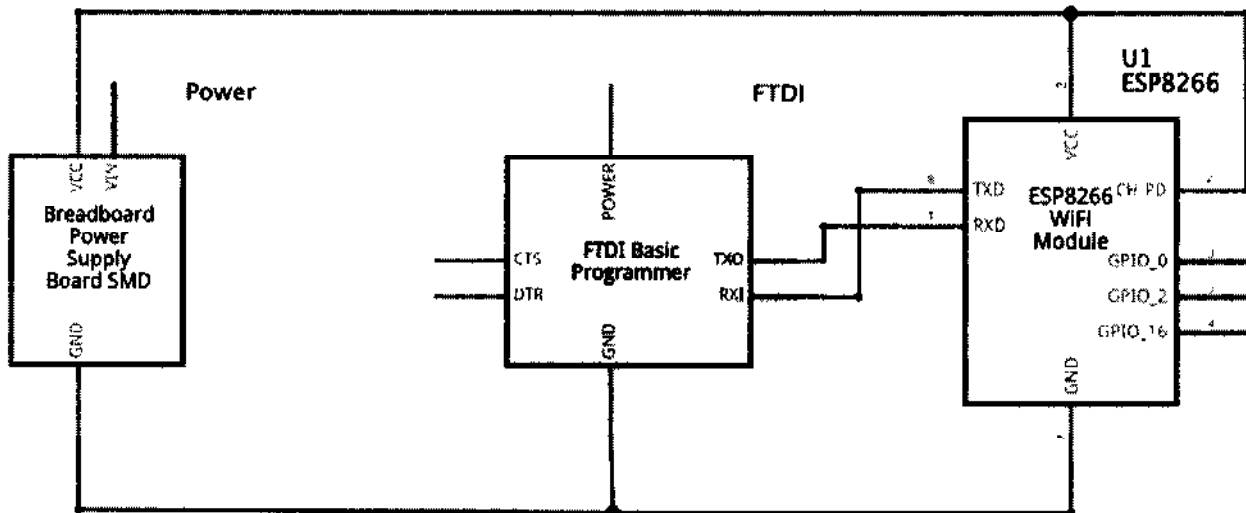 Power
FTDI
U1
ESP8266
VCC
VIN
Breadboard
Power
Supply
Board SMD
GND
POWER
CTS
DTR
FTDI Basic
Programmer
TXO
RXI
GND
VCC
TXD
RXD
ESP8266
WiFi
Module
CH_PD
GPIO_0
GPIO_2
GPIO_16
GND